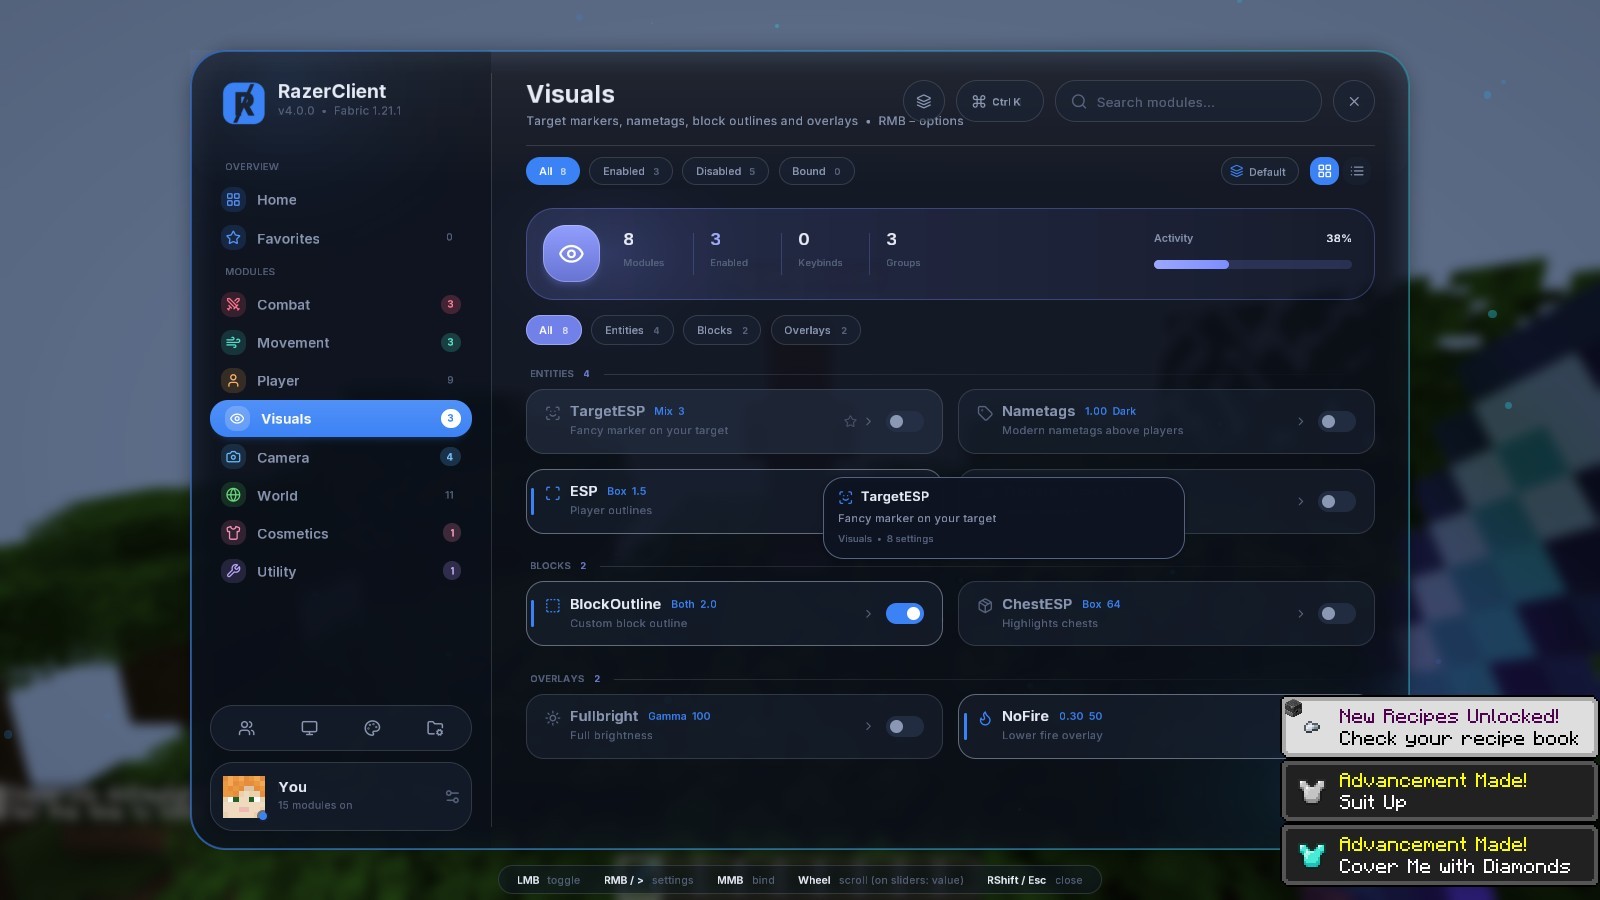 RazerClient
v4.0.0 • Fabric 1.21.1
OVERVIEW
Home
Favorites 0
MODULES
Combat 3
Movement 3
Player 9
Visuals 3
Camera 4
World 11
Cosmetics 1
Utility 1
You
15 modules on
Visuals
Target markers, nametags, block outlines and overlays • RMB – options
Ctrl K
Search modules...
All 8
Enabled 3
Disabled 5
Bound 0
Default
8
Modules
3
Enabled
0
Keybinds
3
Groups
Activity 38%
All 8
Entities 4
Blocks 2
Overlays 2
ENTITIES 4
TargetESP Mix 3
Fancy marker on your target
Nametags 1.00 Dark
Modern nametags above players
ESP Box 1.5
Player outlines
TargetESP
Fancy marker on your target
Visuals • 8 settings
BLOCKS 2
BlockOutline Both 2.0
Custom block outline
ChestESP Box 64
Highlights chests
OVERLAYS 2
Fullbright Gamma 100
Full brightness
NoFire 0.30 50
Lower fire overlay
New Recipes Unlocked!
Check your recipe book
Advancement Made!
Suit Up
Advancement Made!
Cover Me with Diamonds
LMB toggle RMB / > settings MMB bind Wheel scroll (on sliders: value) RShift / Esc close